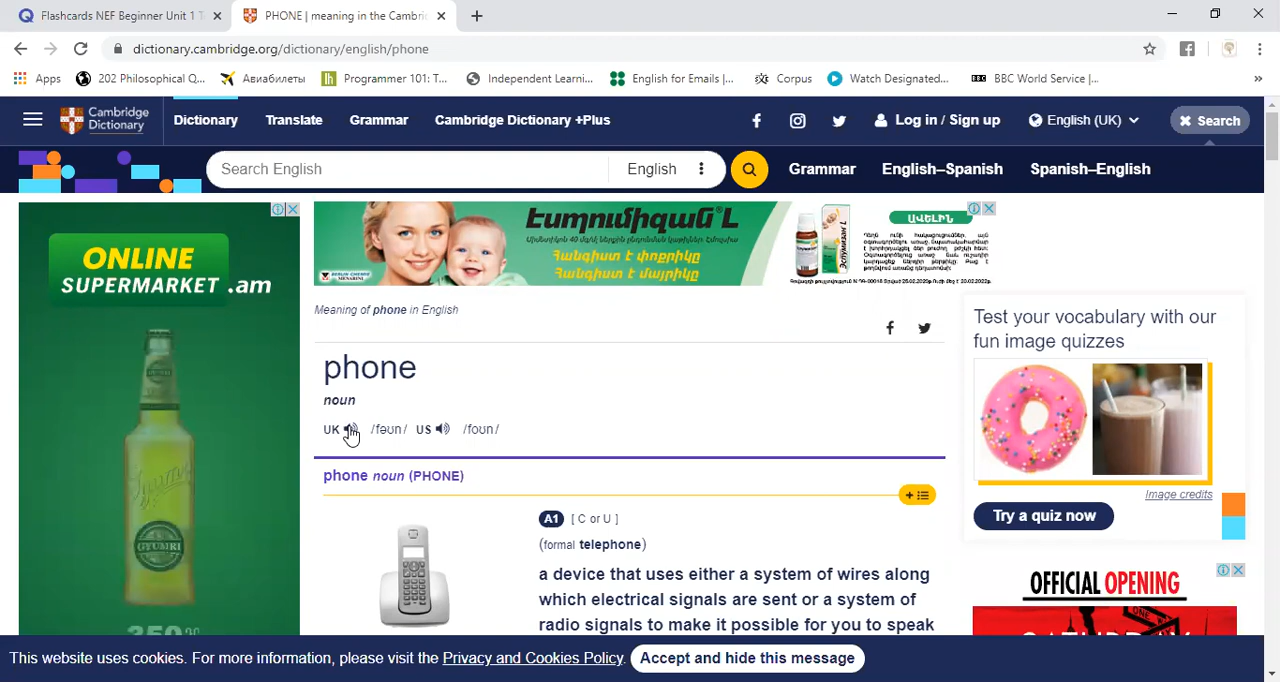 Flashcards NEF Beginner Unit 1
PHONE | meaning in the Cambri
dictionary.cambridge.org/dictionary/english/phone
Apps
202 Philosophical Q...
Авиабилеты
Programmer 101: T...
Independent Learni...
English for Emails |...
Corpus
Watch Designated...
BBC World Service |...
Cambridge
Dictionary
Dictionary
Translate
Grammar
Cambridge Dictionary +Plus
Log in / Sign up
English (UK)
Search
Search English
English
Grammar
English–Spanish
Spanish–English
ONLINE
SUPERMARKET .am
GYUMRI
Էսպումիզան® L
Հանգիստ է փոքրիկը
Հանգիստ է մայրիկը
BERLIN-CHEMIE
MENARINI
ԱՎԵԼԻՆ
Meaning of phone in English
phone
noun
UK /fəʊn/ US /foʊn/
phone noun (PHONE)
A1 [ C or U ]
(formal telephone)
a device that uses either a system of wires along
which electrical signals are sent or a system of
radio signals to make it possible for you to speak
Test your vocabulary with our
fun image quizzes
Image credits
Try a quiz now
OFFICIAL OPENING
This website uses cookies. For more information, please visit the Privacy and Cookies Policy.
Accept and hide this message